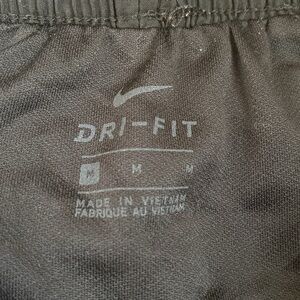 DRI-FIT
M M M
MADE IN VIETNAM
FABRIQUE AU VIETNAM